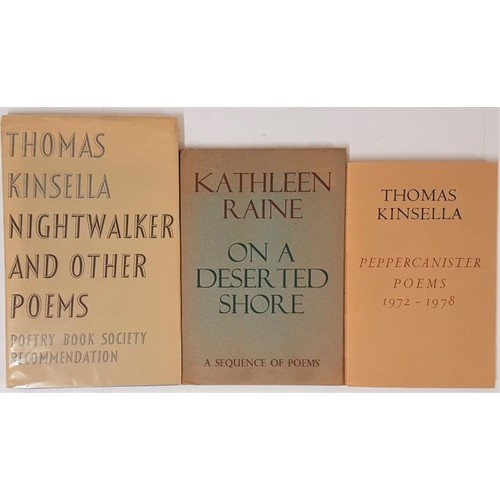 THOMAS
KINSELLA
NIGHTWALKER
AND OTHER
POEMS
POETRY BOOK SOCIETY
RECOMMENDATION
KATHLEEN
RAINE
ON A
DESERTED
SHORE
A SEQUENCE OF POEMS
THOMAS
KINSELLA
PEPPERCANISTER
POEMS
1972 - 1978